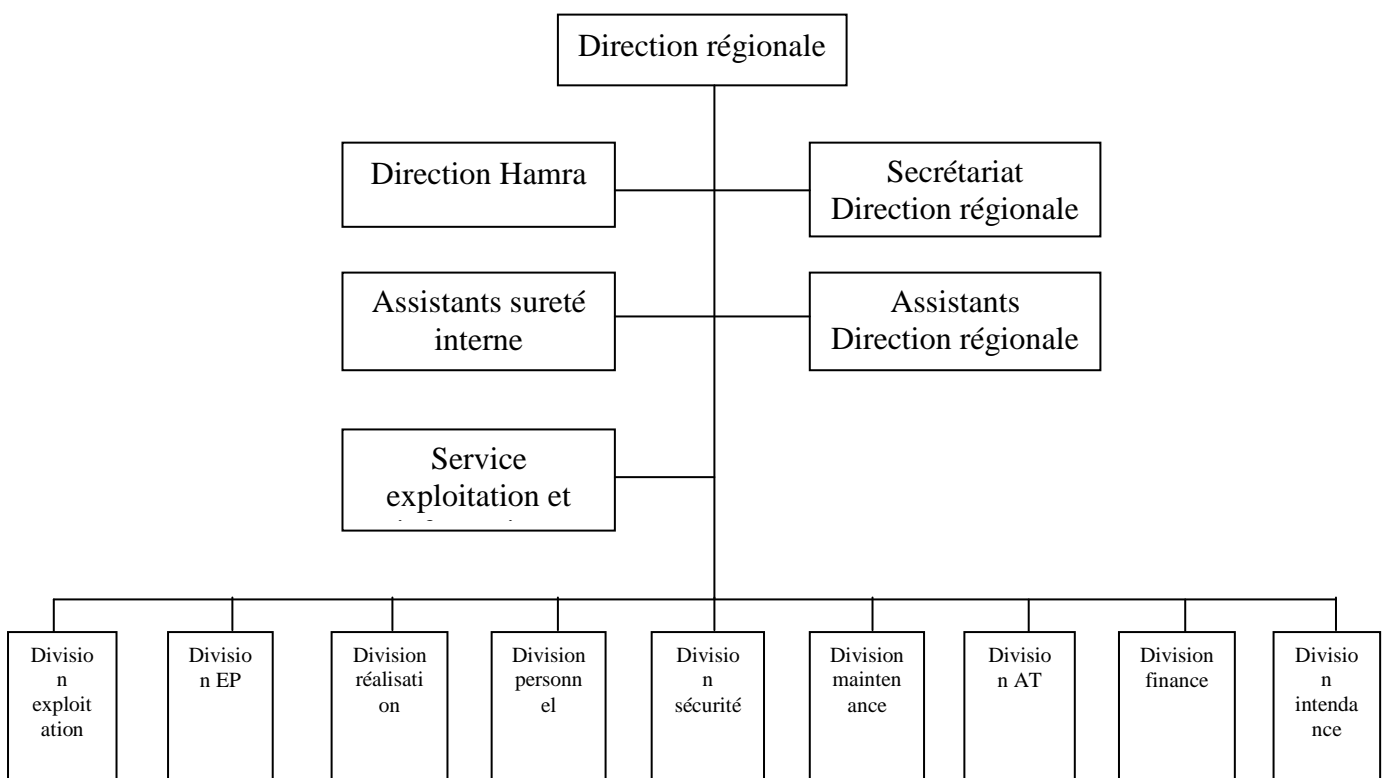 Direction régionale
Direction Hamra
Secrétariat
Direction régionale
Assistants sureté
interne
Assistants
Direction régionale
Service
exploitation et
Divisio
n
exploit
ation
Divisio
n EP
Division
réalisati
on
Division
personn
el
Divisio
n
sécurité
Division
mainten
ance
Divisio
n AT
Division
finance
Divisio
n
intenda
nce